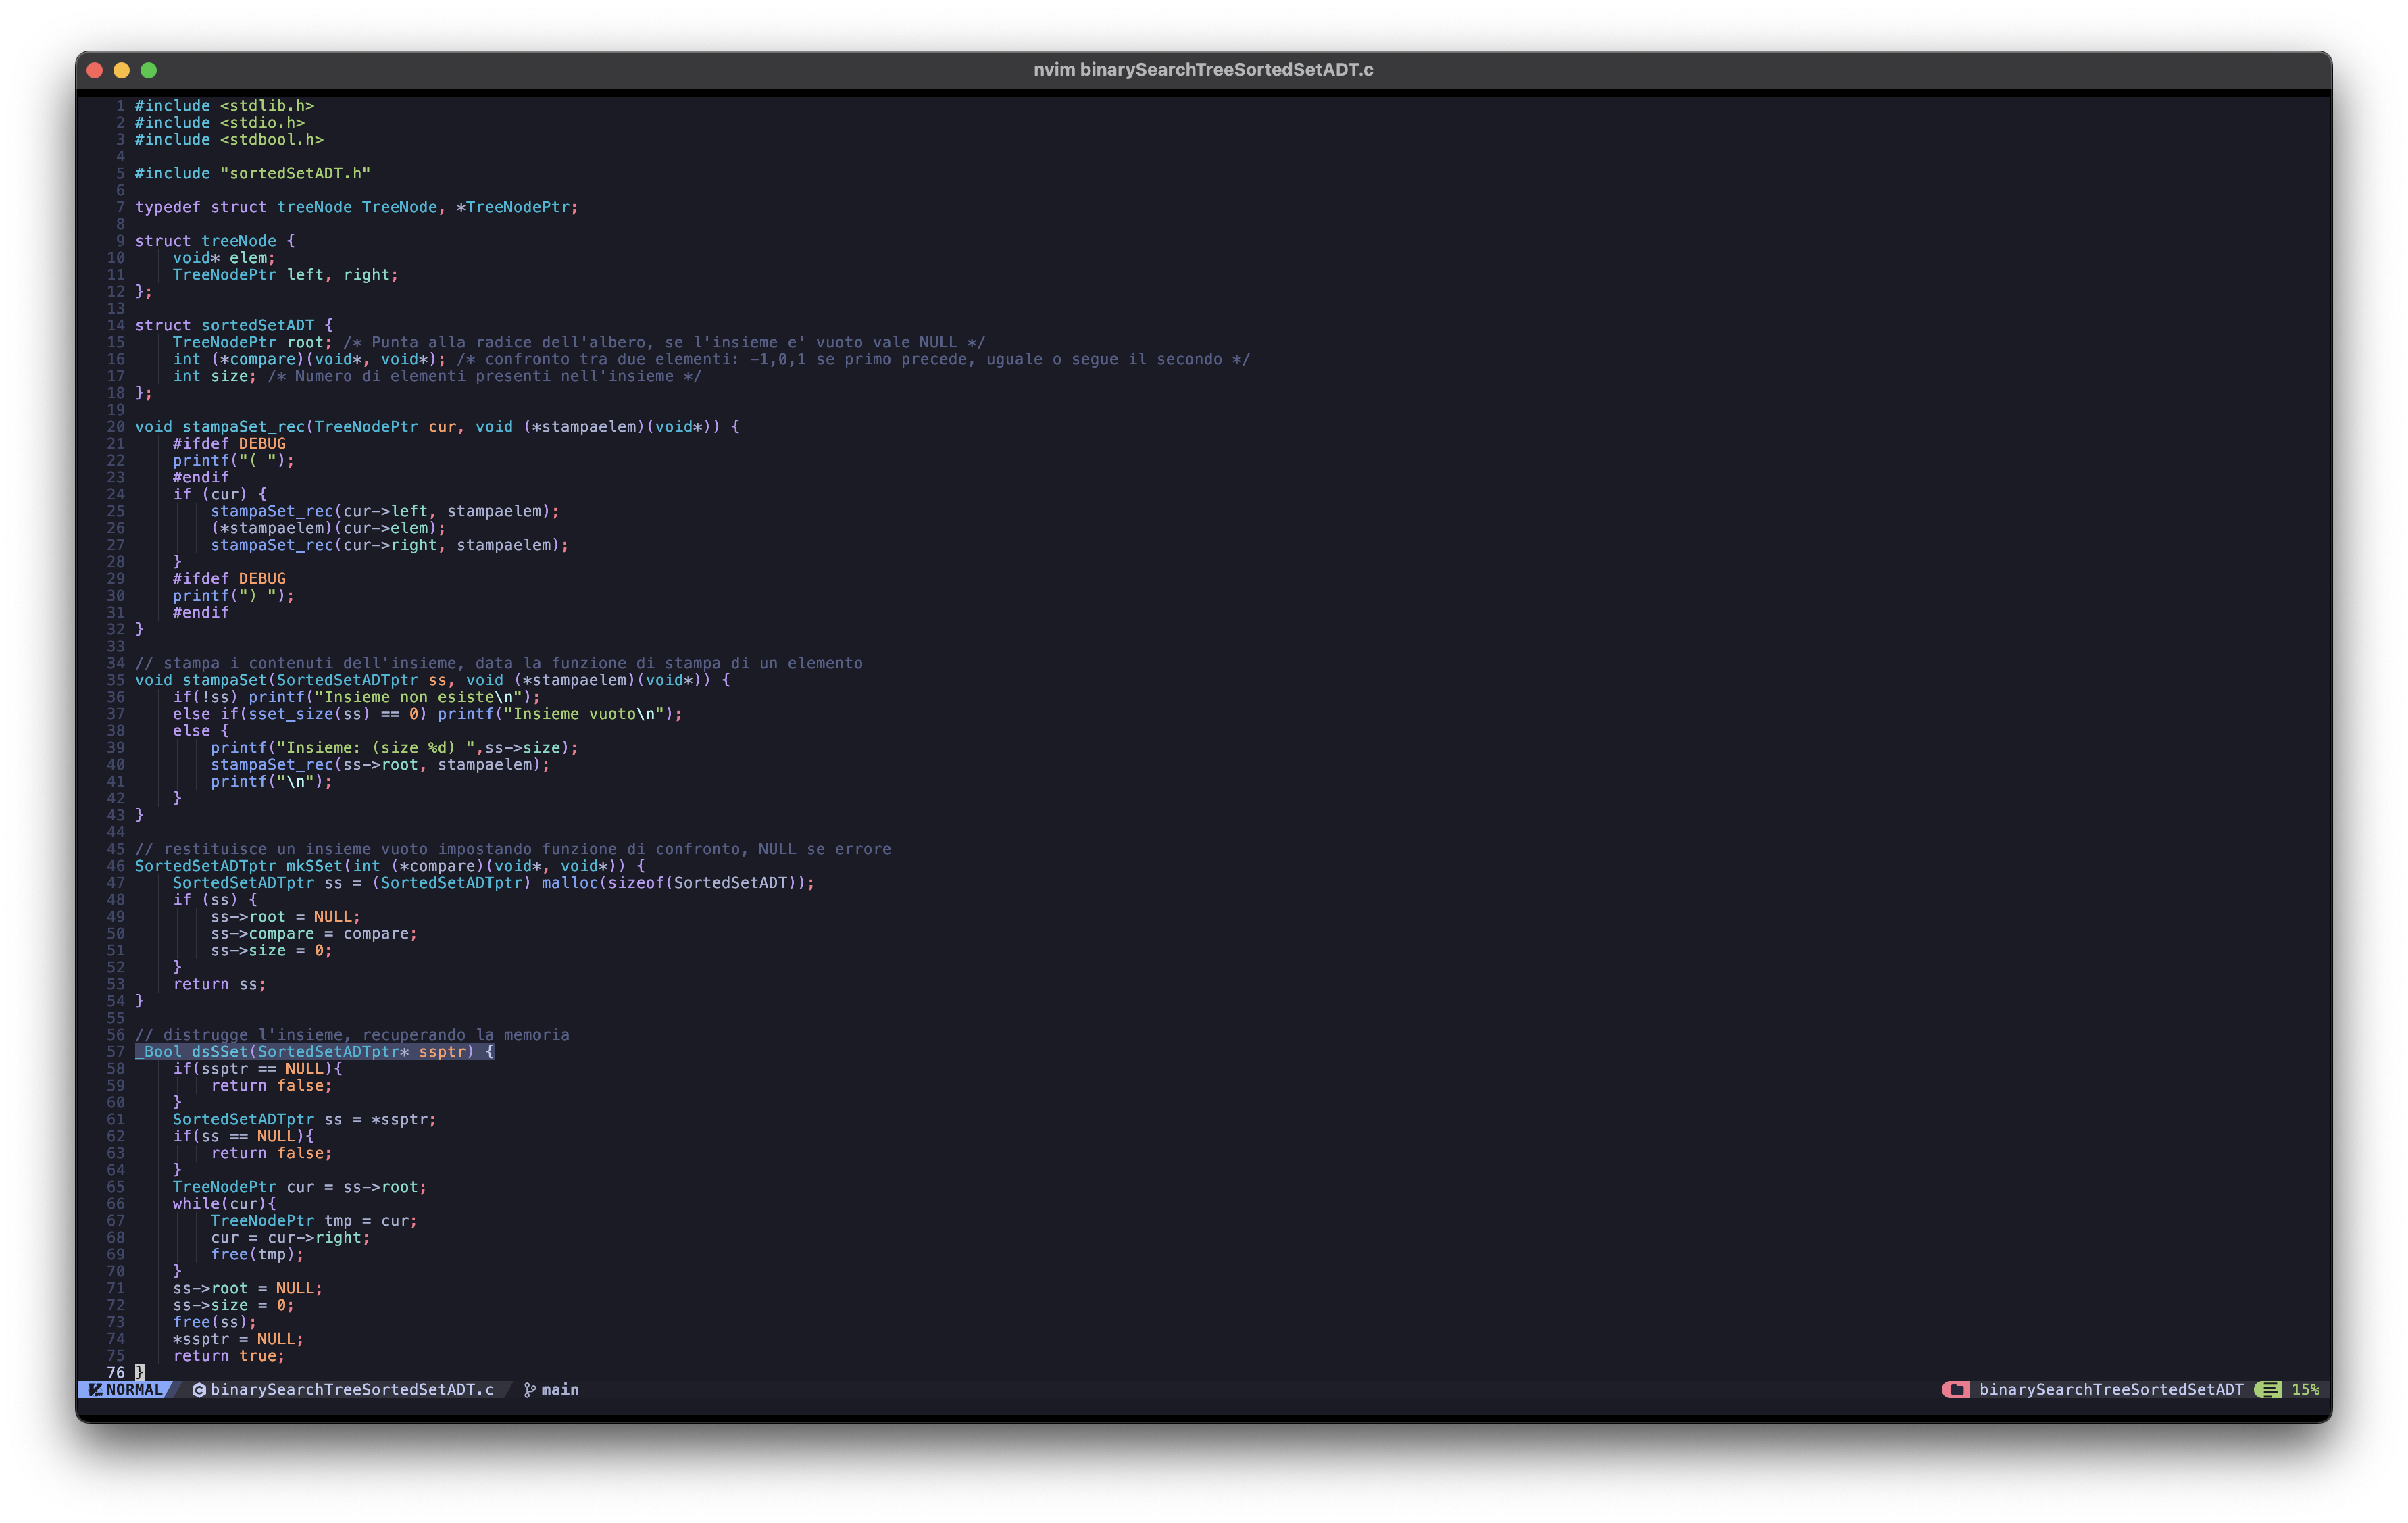 nvim binarySearchTreeSortedSetADT.c
1 #include <stdlib.h>
2 #include <stdio.h>
3 #include <stdbool.h>
4
5 #include "sortedSetADT.h"
6
7 typedef struct treeNode TreeNode, *TreeNodePtr;
8
9 struct treeNode {
10     void* elem;
11     TreeNodePtr left, right;
12 };
13
14 struct sortedSetADT {
15     TreeNodePtr root; /* Punta alla radice dell'albero, se l'insieme e' vuoto vale NULL */
16     int (*compare)(void*, void*); /* confronto tra due elementi: -1,0,1 se primo precede, uguale o segue il secondo */
17     int size; /* Numero di elementi presenti nell'insieme */
18 };
19
20 void stampaSet_rec(TreeNodePtr cur, void (*stampaelem)(void*)) {
21     #ifdef DEBUG
22     printf("( ");
23     #endif
24     if (cur) {
25         stampaSet_rec(cur->left, stampaelem);
26         (*stampaelem)(cur->elem);
27         stampaSet_rec(cur->right, stampaelem);
28     }
29     #ifdef DEBUG
30     printf(") ");
31     #endif
32 }
33
34 // stampa i contenuti dell'insieme, data la funzione di stampa di un elemento
35 void stampaSet(SortedSetADTptr ss, void (*stampaelem)(void*)) {
36     if(!ss) printf("Insieme non esiste\n");
37     else if(sset_size(ss) == 0) printf("Insieme vuoto\n");
38     else {
39         printf("Insieme: (size %d) ",ss->size);
40         stampaSet_rec(ss->root, stampaelem);
41         printf("\n");
42     }
43 }
44
45 // restituisce un insieme vuoto impostando funzione di confronto, NULL se errore
46 SortedSetADTptr mkSSet(int (*compare)(void*, void*)) {
47     SortedSetADTptr ss = (SortedSetADTptr) malloc(sizeof(SortedSetADT));
48     if (ss) {
49         ss->root = NULL;
50         ss->compare = compare;
51         ss->size = 0;
52     }
53     return ss;
54 }
55
56 // distrugge l'insieme, recuperando la memoria
57 _Bool dsSSet(SortedSetADTptr* ssptr) {
58     if(ssptr == NULL){
59         return false;
60     }
61     SortedSetADTptr ss = *ssptr;
62     if(ss == NULL){
63         return false;
64     }
65     TreeNodePtr cur = ss->root;
66     while(cur){
67         TreeNodePtr tmp = cur;
68         cur = cur->right;
69         free(tmp);
70     }
71     ss->root = NULL;
72     ss->size = 0;
73     free(ss);
74     *ssptr = NULL;
75     return true;
76 }
NORMAL binarySearchTreeSortedSetADT.c main binarySearchTreeSortedSetADT 15%